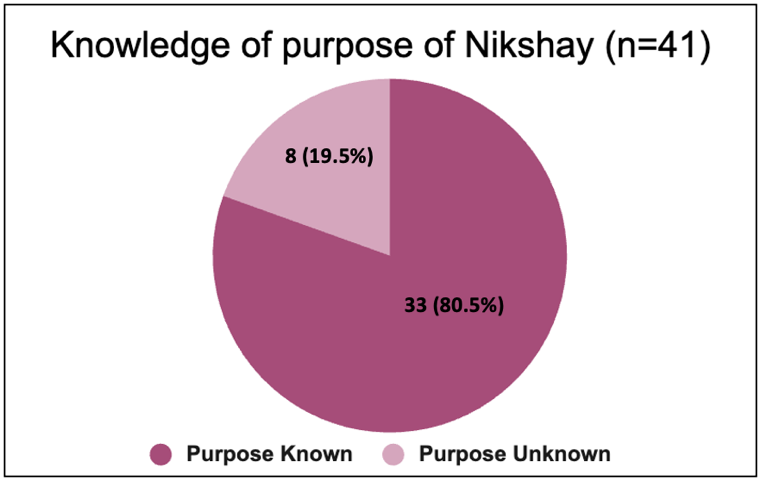 Knowledge of purpose of Nikshay (n=41)
8 (19.5%)
33 (80.5%)
Purpose Known
Purpose Unknown